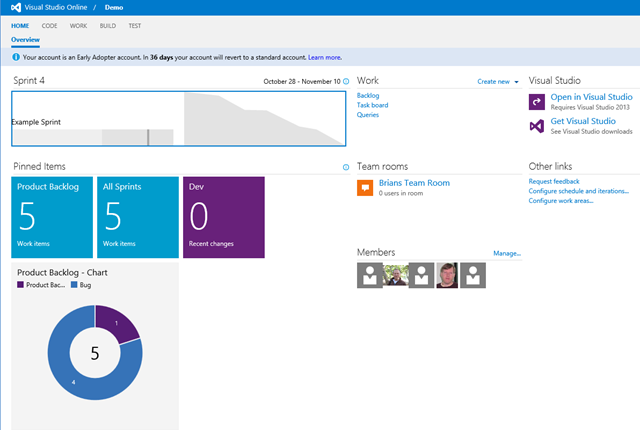 Visual Studio Online / Demo
HOME CODE WORK BUILD TEST
Overview
Your account is an Early Adopter account. In 36 days your account will revert to a standard account. Learn more.
Sprint 4
October 28 - November 10
Example Sprint
Work
Create new
Backlog
Task board
Queries
Visual Studio
Open in Visual Studio
Requires Visual Studio 2013
Get Visual Studio
See Visual Studio downloads
Pinned Items
Product Backlog
5
Work items
All Sprints
5
Work items
Dev
0
Recent changes
Team rooms
Brians Team Room
0 users in room
Other links
Request feedback
Configure schedule and iterations...
Configure work areas...
Members
Manage...
Product Backlog - Chart
Product Bac... Bug
1
5
4